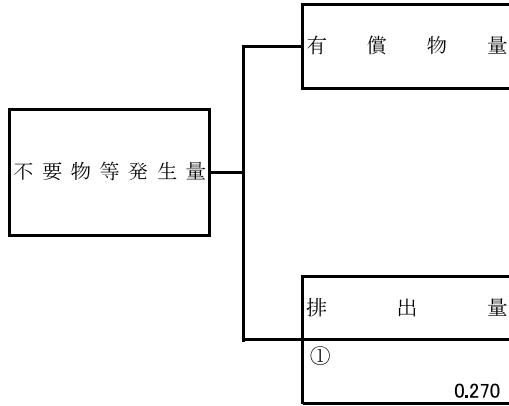 有償物量
不要物等発生量
排出量
①
0.270